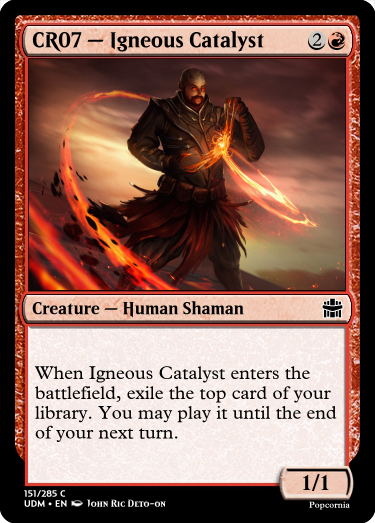 CR07 — Igneous Catalyst 2
Creature — Human Shaman
When Igneous Catalyst enters the
battlefield, exile the top card of your
library. You may play it until the end
of your next turn.
1/1
151/285 C
UDM • EN John Ric Deto-on
Popcornia